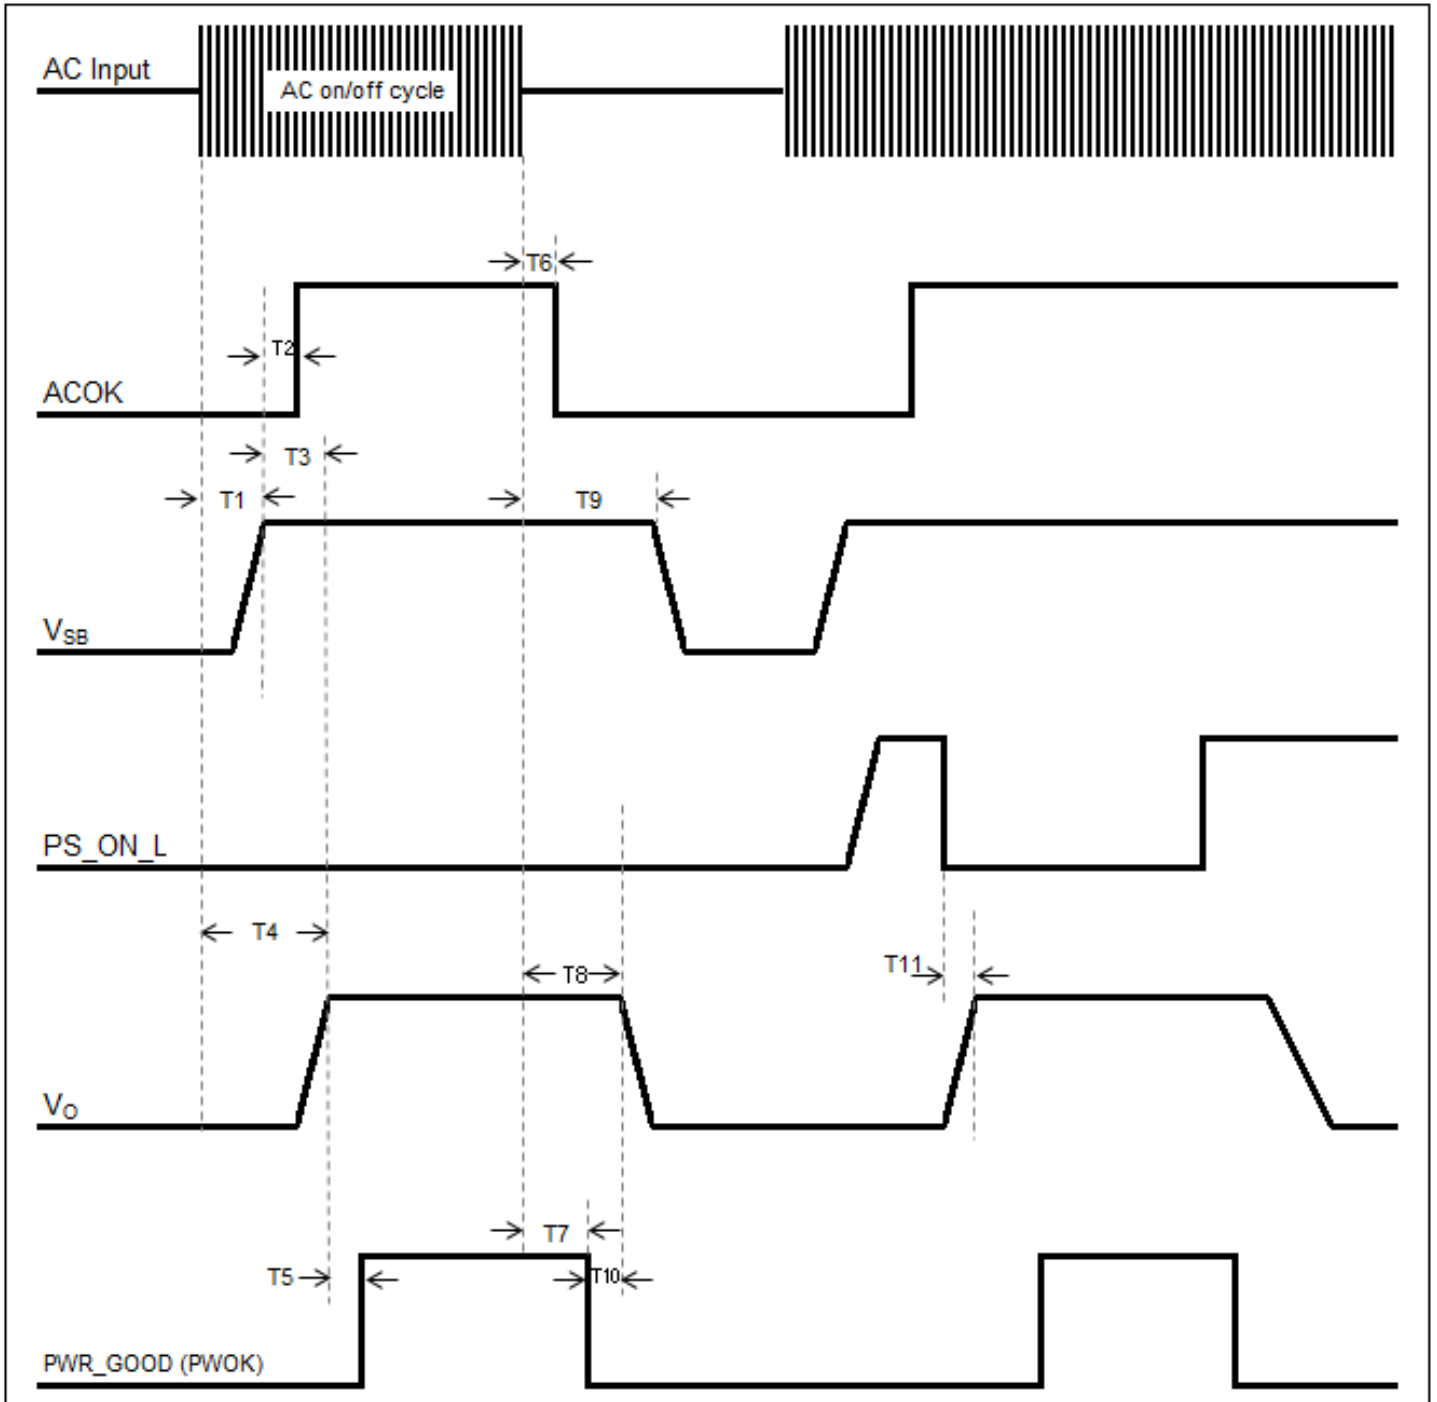 AC Input
AC on/off cycle
T6
T2
ACOK
T3
T1
T9
VSB
PS_ON_L
T4
T8
T11
VO
T7
T5
T10
PWR_GOOD (PWOK)